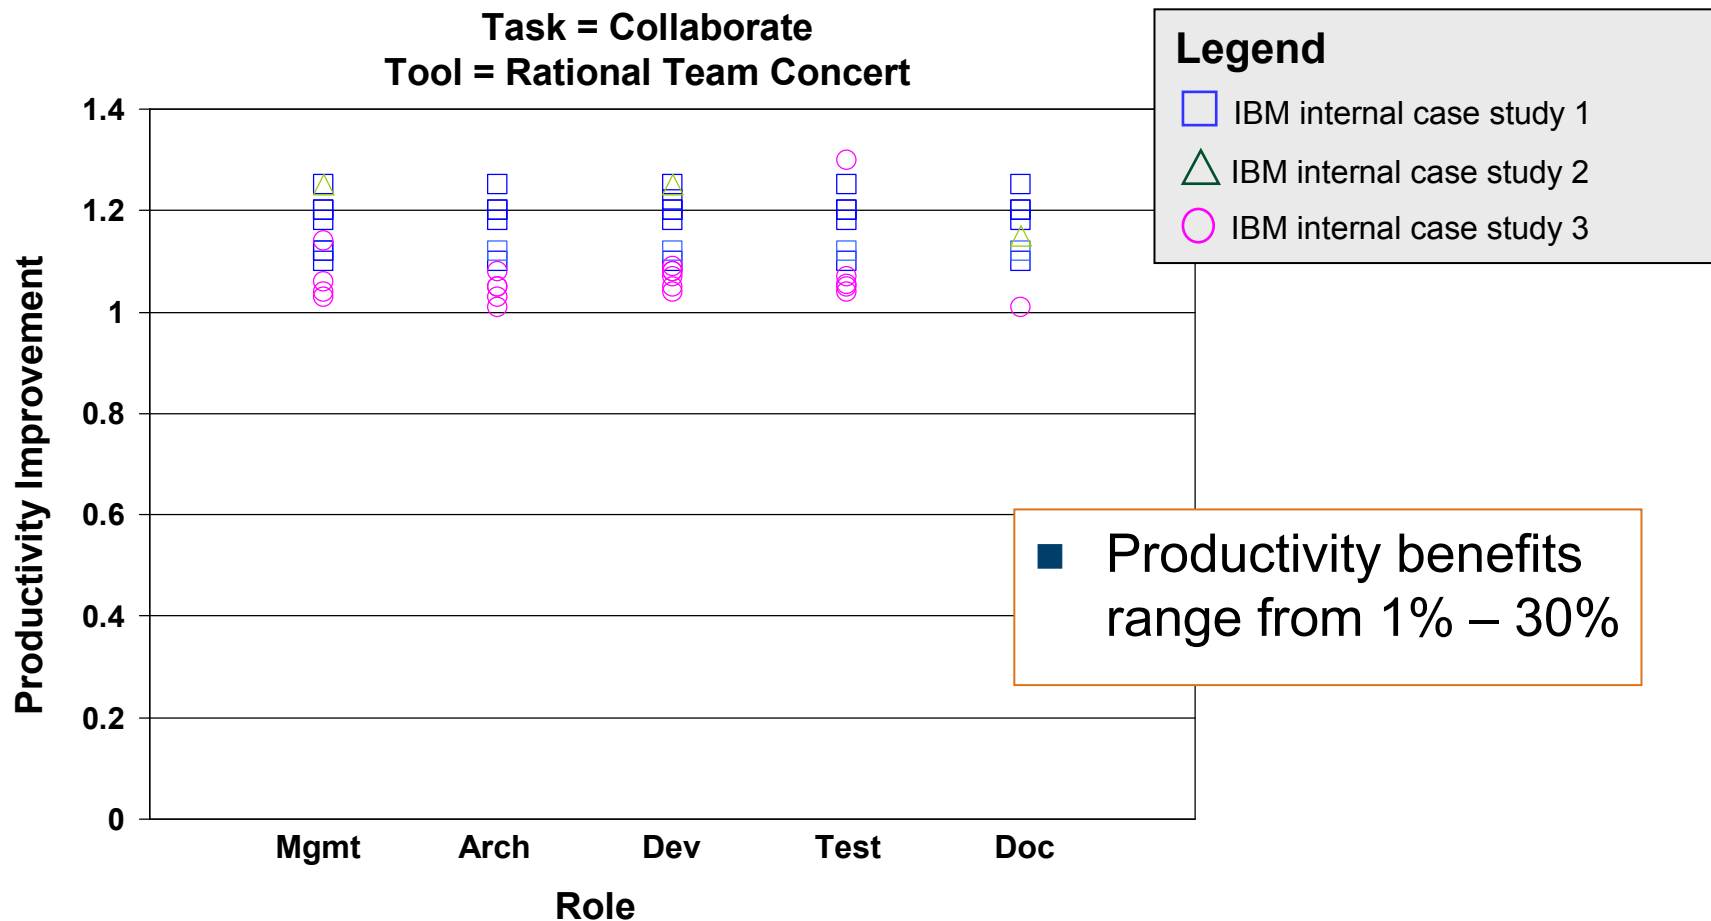 Task = Collaborate
Tool = Rational Team Concert
Legend
IBM internal case study 1
IBM internal case study 2
IBM internal case study 3
Productivity Improvement
1.4
1.2
1
0.8
0.6
0.4
0.2
0
Productivity benefits
range from 1% – 30%
Mgmt Arch Dev Test Doc
Role